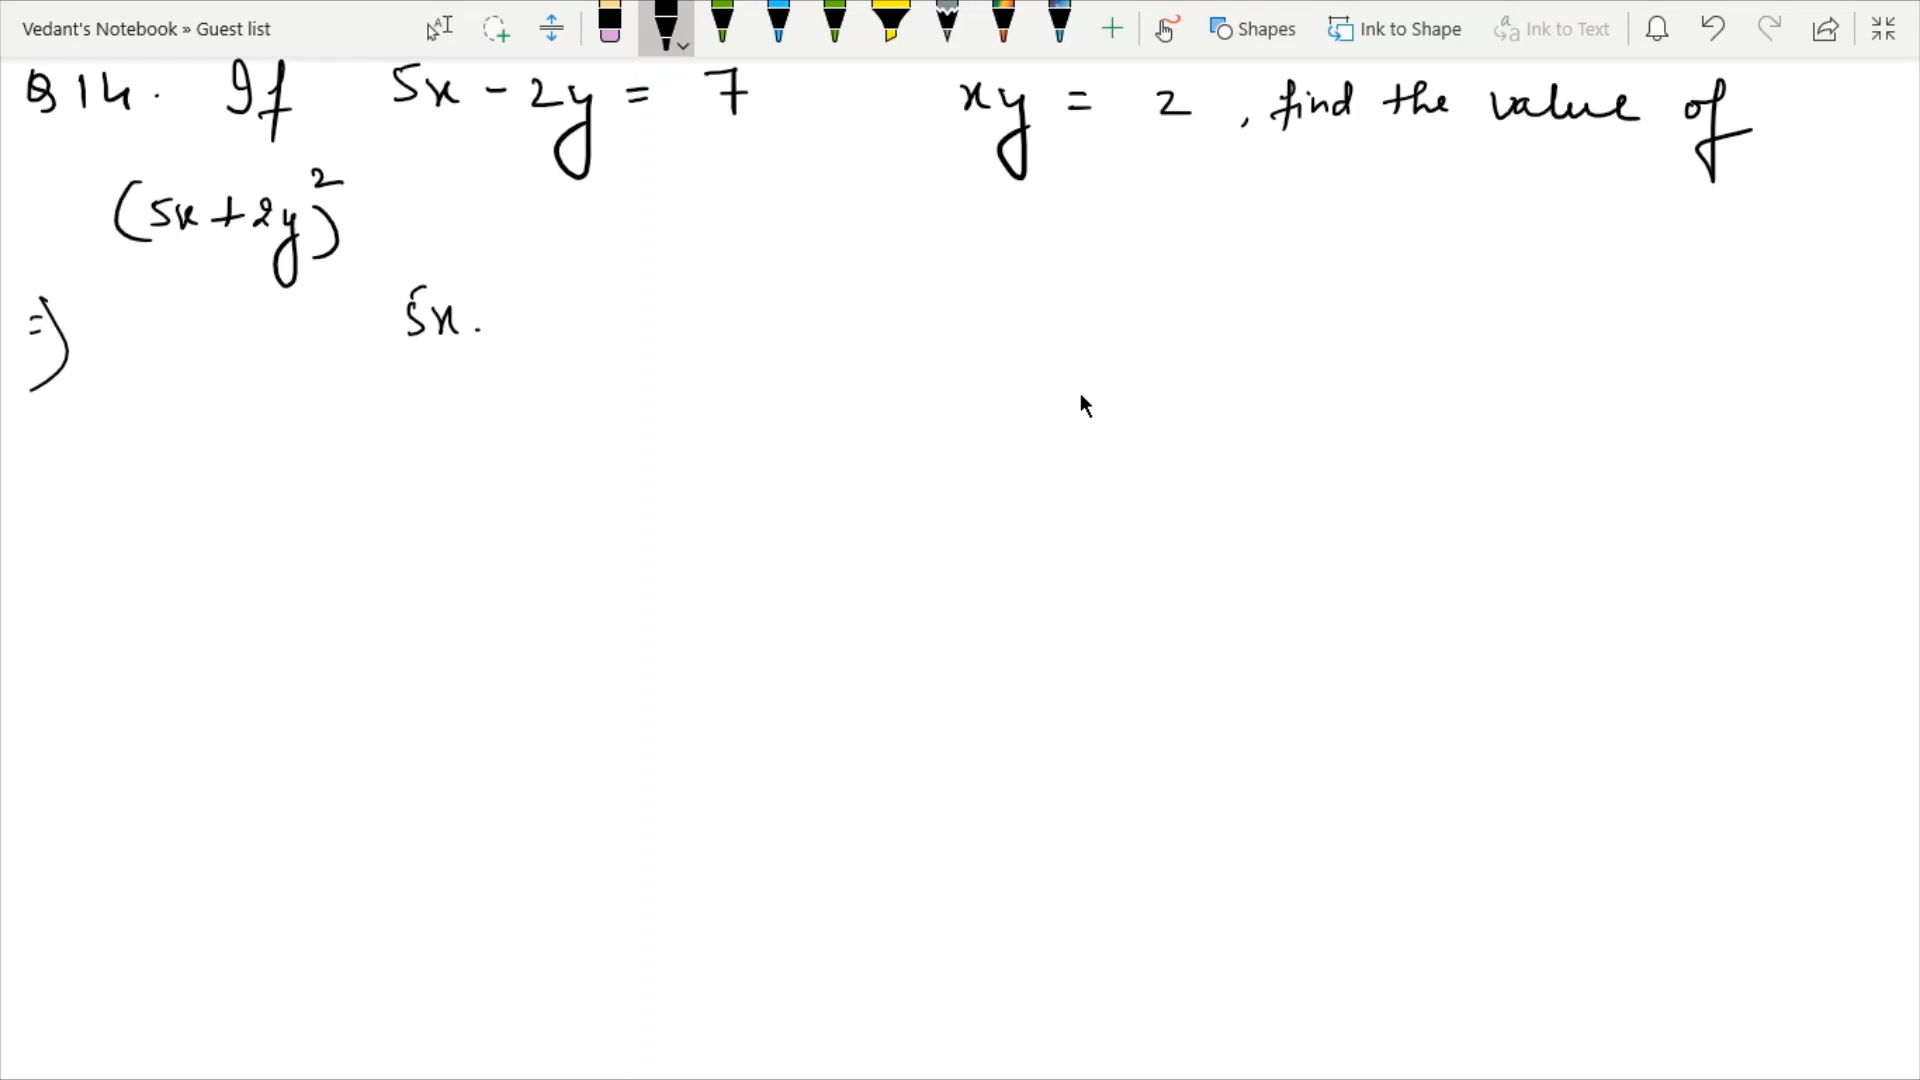 Vedant's Notebook » Guest list Shapes Ink to Shape Ink to Text
Q 14. If 5x - 2y = 7 xy = 2 , find the value of
(5x + 2y)²
=) 5x.